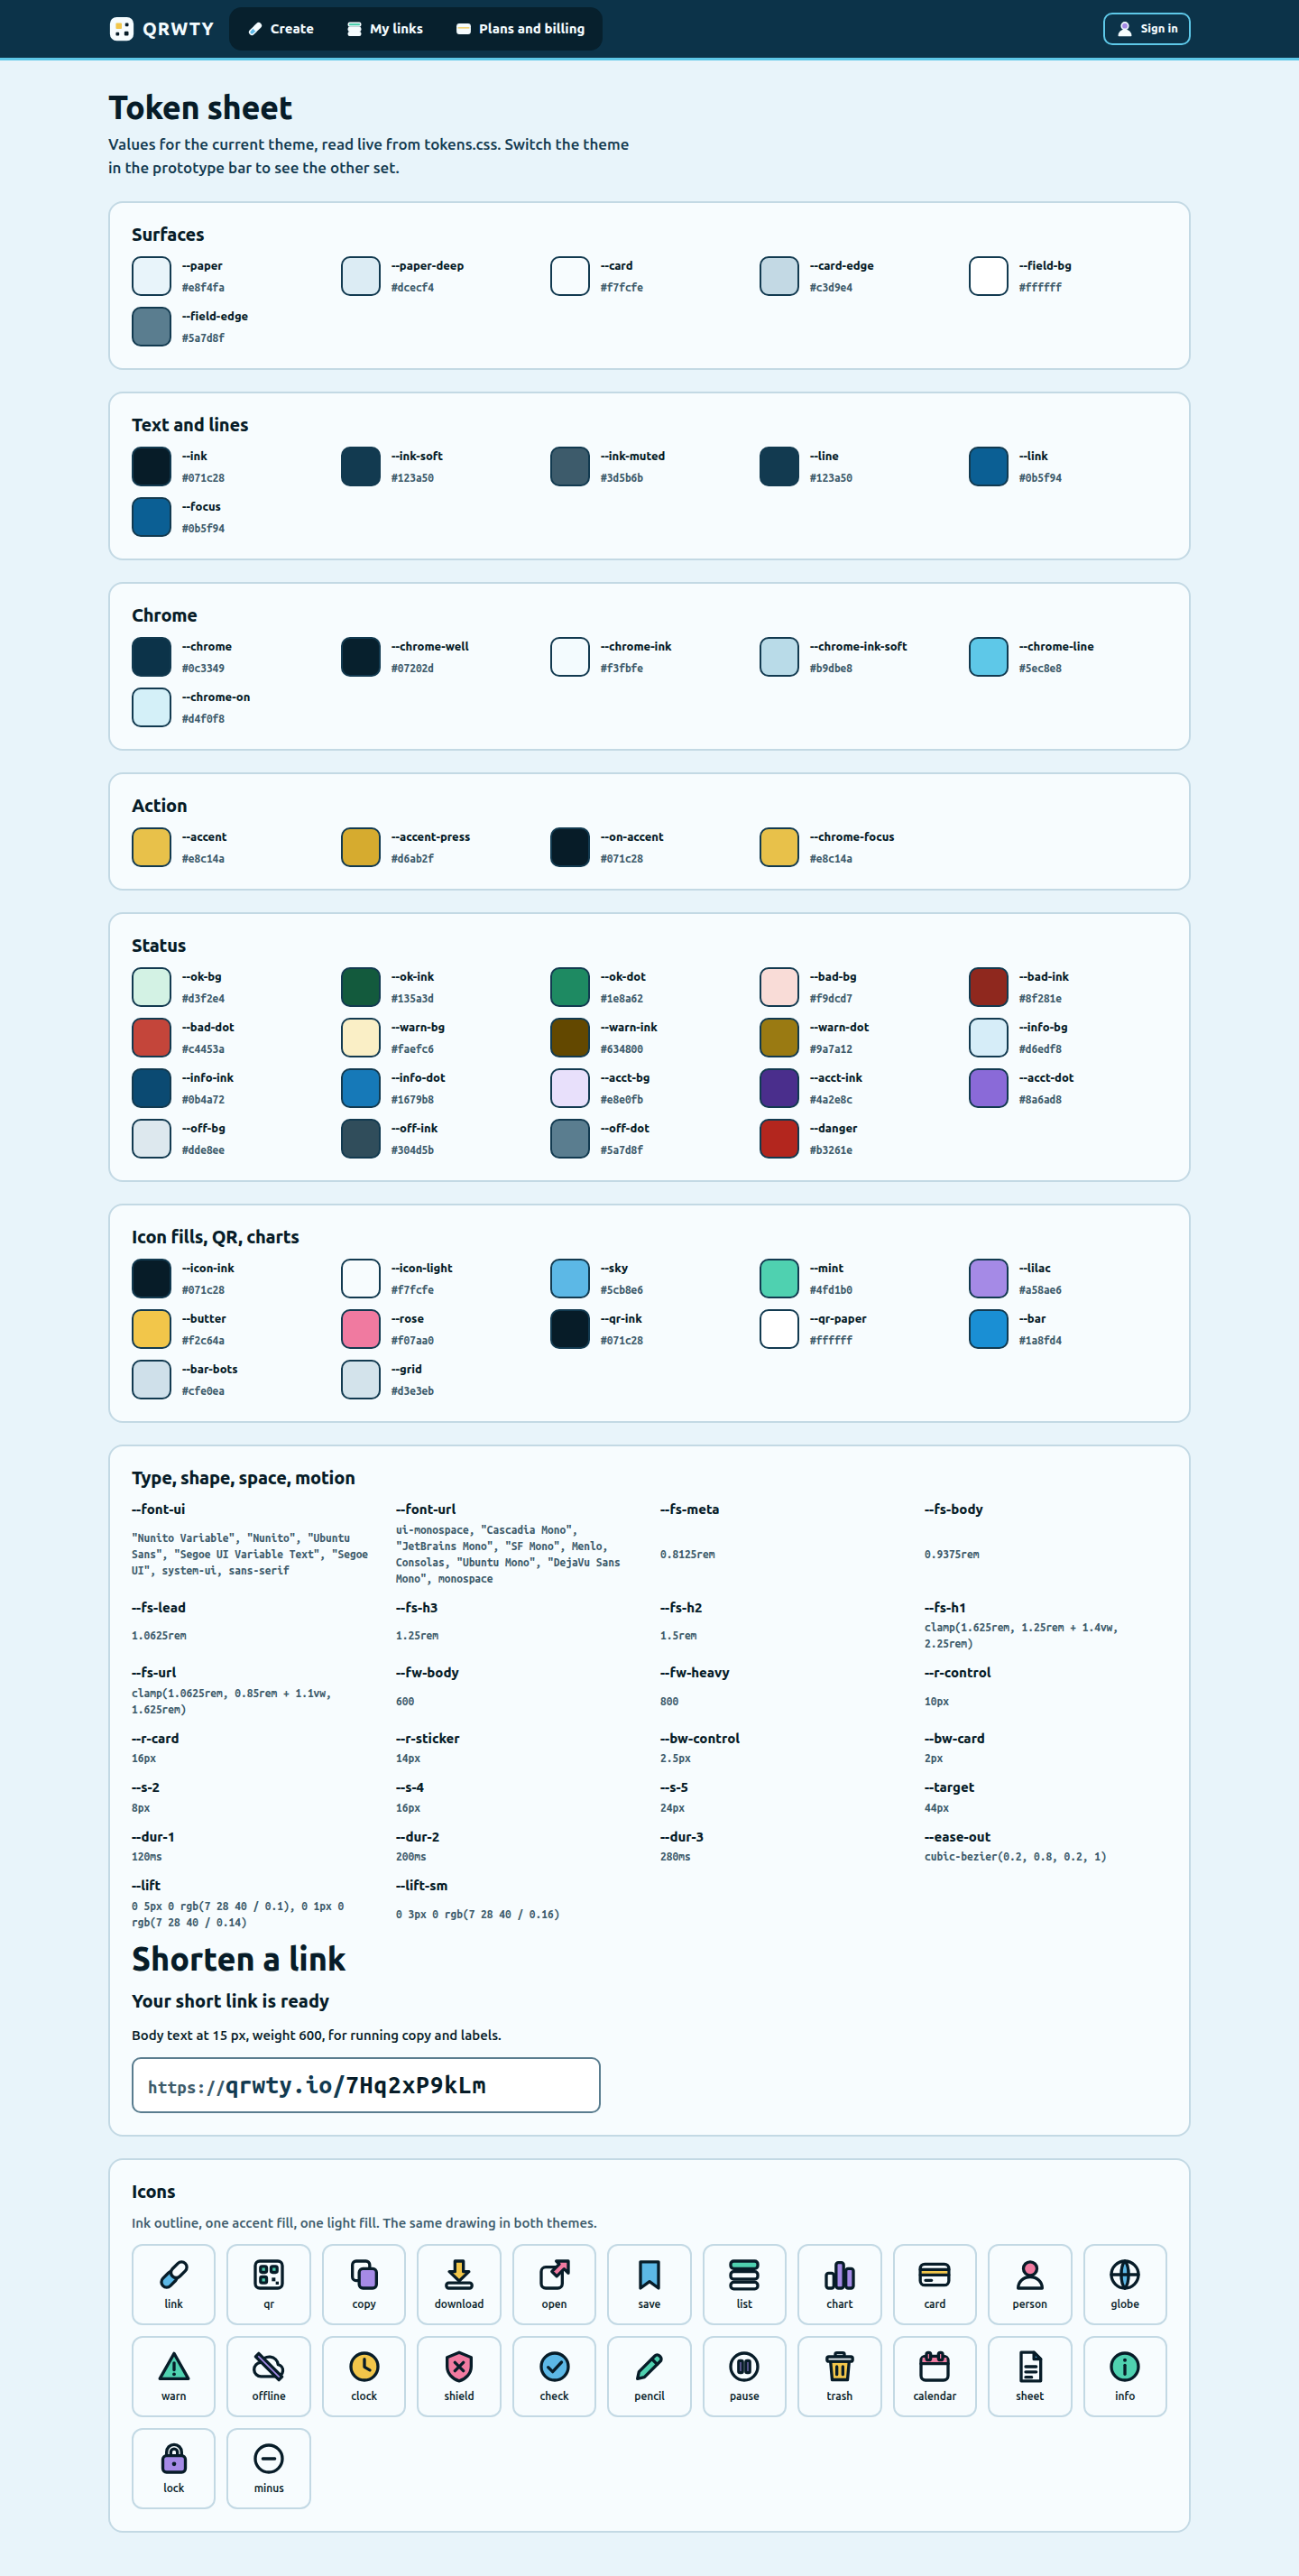 QRWTY
Create
My links
Plans and billing
Sign in
Token sheet
Values for the current theme, read live from tokens.css. Switch the theme
in the prototype bar to see the other set.
Surfaces
--paper
#e8f4fa
--paper-deep
#dcecf4
--card
#f7fcfe
--card-edge
#c3d9e4
--field-bg
#ffffff
--field-edge
#5a7d8f
Text and lines
--ink
#071c28
--ink-soft
#123a50
--ink-muted
#3d5b6b
--line
#123a50
--link
#0b5f94
--focus
#0b5f94
Chrome
--chrome
#0c3349
--chrome-well
#07202d
--chrome-ink
#f3fbfe
--chrome-ink-soft
#b9dbe8
--chrome-line
#5ec8e8
--chrome-on
#d4f0f8
Action
--accent
#e8c14a
--accent-press
#d6ab2f
--on-accent
#071c28
--chrome-focus
#e8c14a
Status
--ok-bg
#d3f2e4
--ok-ink
#135a3d
--ok-dot
#1e8a62
--bad-bg
#f9dcd7
--bad-ink
#8f281e
--bad-dot
#c4453a
--warn-bg
#faefc6
--warn-ink
#634800
--warn-dot
#9a7a12
--info-bg
#d6edf8
--info-ink
#0b4a72
--info-dot
#1679b8
--acct-bg
#e8e0fb
--acct-ink
#4a2e8c
--acct-dot
#8a6ad8
--off-bg
#dde8ee
--off-ink
#304d5b
--off-dot
#5a7d8f
--danger
#b3261e
Icon fills, QR, charts
--icon-ink
#071c28
--icon-light
#f7fcfe
--sky
#5cb8e6
--mint
#4fd1b0
--lilac
#a58ae6
--butter
#f2c64a
--rose
#f07aa0
--qr-ink
#071c28
--qr-paper
#ffffff
--bar
#1a8fd4
--bar-bots
#cfe0ea
--grid
#d3e3eb
Type, shape, space, motion
--font-ui
"Nunito Variable", "Nunito", "Ubuntu
Sans", "Segoe UI Variable Text", "Segoe
UI", system-ui, sans-serif
--font-url
ui-monospace, "Cascadia Mono",
"JetBrains Mono", "SF Mono", Menlo,
Consolas, "Ubuntu Mono", "DejaVu Sans
Mono", monospace
--fs-meta
0.8125rem
--fs-body
0.9375rem
--fs-lead
1.0625rem
--fs-h3
1.25rem
--fs-h2
1.5rem
--fs-h1
clamp(1.625rem, 1.25rem + 1.4vw,
2.25rem)
--fs-url
clamp(1.0625rem, 0.85rem + 1.1vw,
1.625rem)
--fw-body
600
--fw-heavy
800
--r-control
10px
--r-card
16px
--r-sticker
14px
--bw-control
2.5px
--bw-card
2px
--s-2
8px
--s-4
16px
--s-5
24px
--target
44px
--dur-1
120ms
--dur-2
200ms
--dur-3
280ms
--ease-out
cubic-bezier(0.2, 0.8, 0.2, 1)
--lift
0 5px 0 rgb(7 28 40 / 0.1), 0 1px 0
rgb(7 28 40 / 0.14)
--lift-sm
0 3px 0 rgb(7 28 40 / 0.16)
Shorten a link
Your short link is ready
Body text at 15 px, weight 600, for running copy and labels.
https://qrwty.io/7Hq2xP9kLm
Icons
Ink outline, one accent fill, one light fill. The same drawing in both themes.
link
qr
copy
download
open
save
list
chart
card
person
globe
warn
offline
clock
shield
check
pencil
pause
trash
calendar
sheet
info
lock
minus